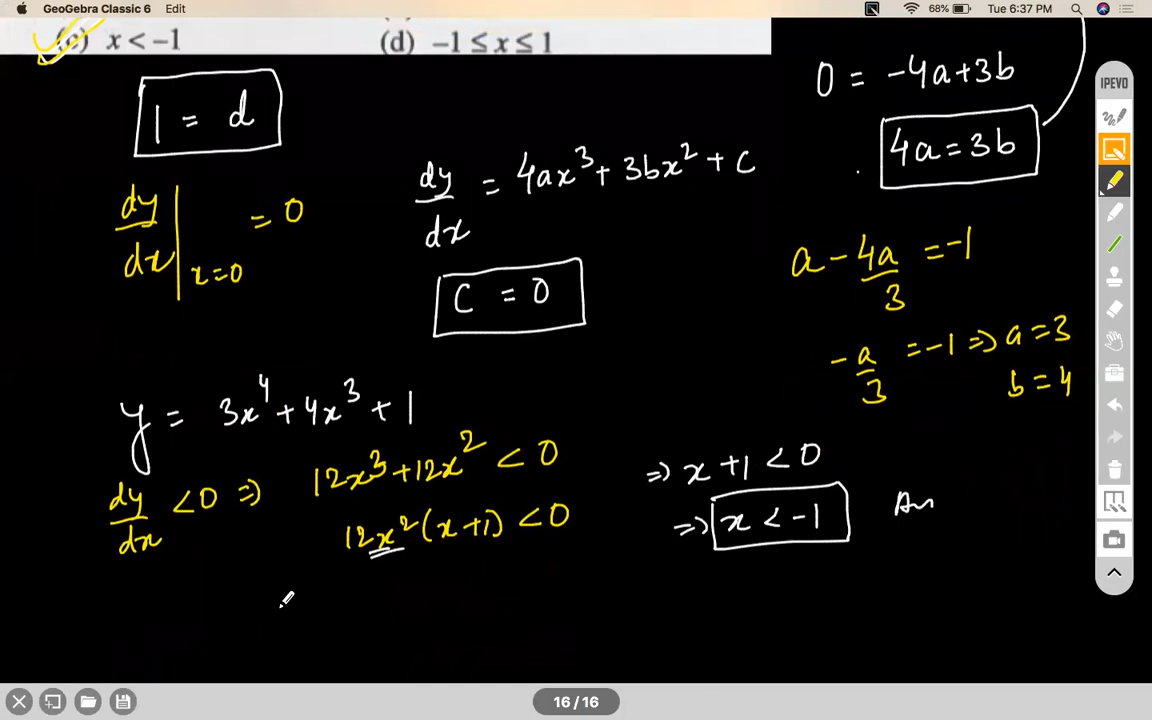 GeoGebra Classic 6 Edit 68% Tue 6:37 PM
(c) x < −1 (d) −1 ≤ x ≤ 1
1 = d
0 = -4a+3b
4a = 3b
IPEVO
dy/dx | x=0 = 0
dy/dx = 4ax³ + 3bx² + c
c = 0
a - 4a/3 = -1
-a/3 = -1 => a = 3
b = 4
y = 3x⁴ + 4x³ + 1
dy/dx < 0 => 12x³ + 12x² < 0
12x² (x+1) < 0
=> x + 1 < 0
=> x < -1 Ans
16 / 16